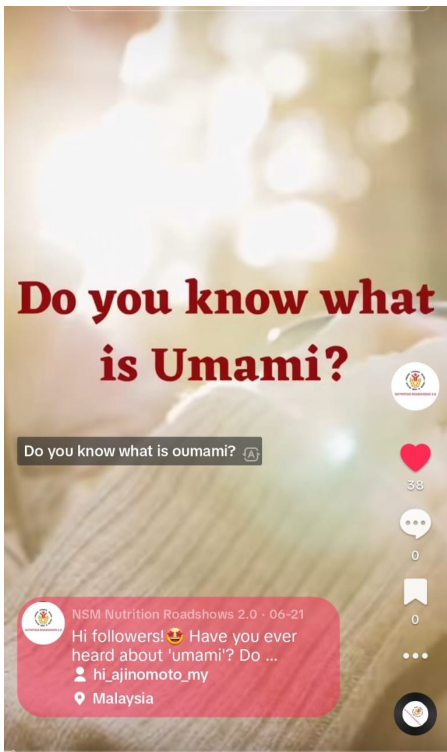 Do you know what
is Umami?
Do you know what is oumami?
38
0
0
NSM Nutrition Roadshows 2.0 · 06-21
Hi followers!🤩 Have you ever
heard about 'umami'? Do ...
hi_ajinomoto_my
Malaysia